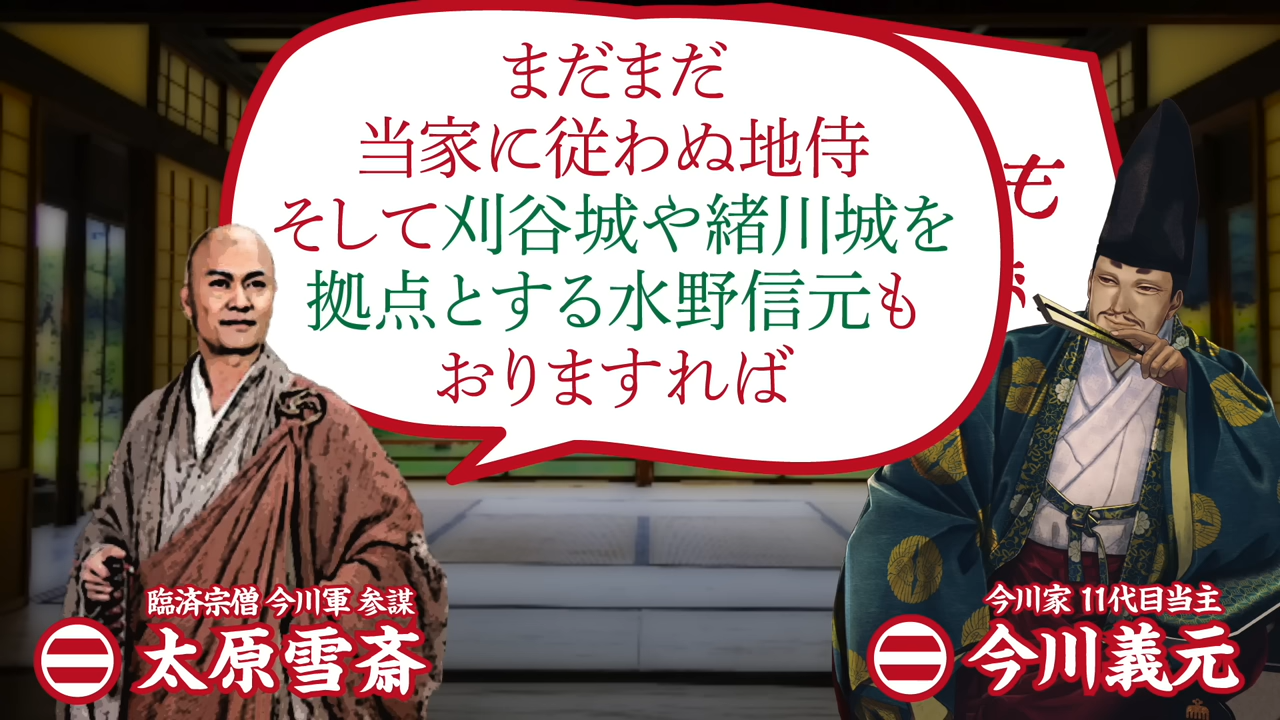 まだまだ
当家に従わぬ地侍
そして刈谷城や緒川城を
拠点とする水野信元も
おりますれば
も
臨済宗僧 今川軍 参謀
太原雪斎
今川家 11代目当主
今川義元